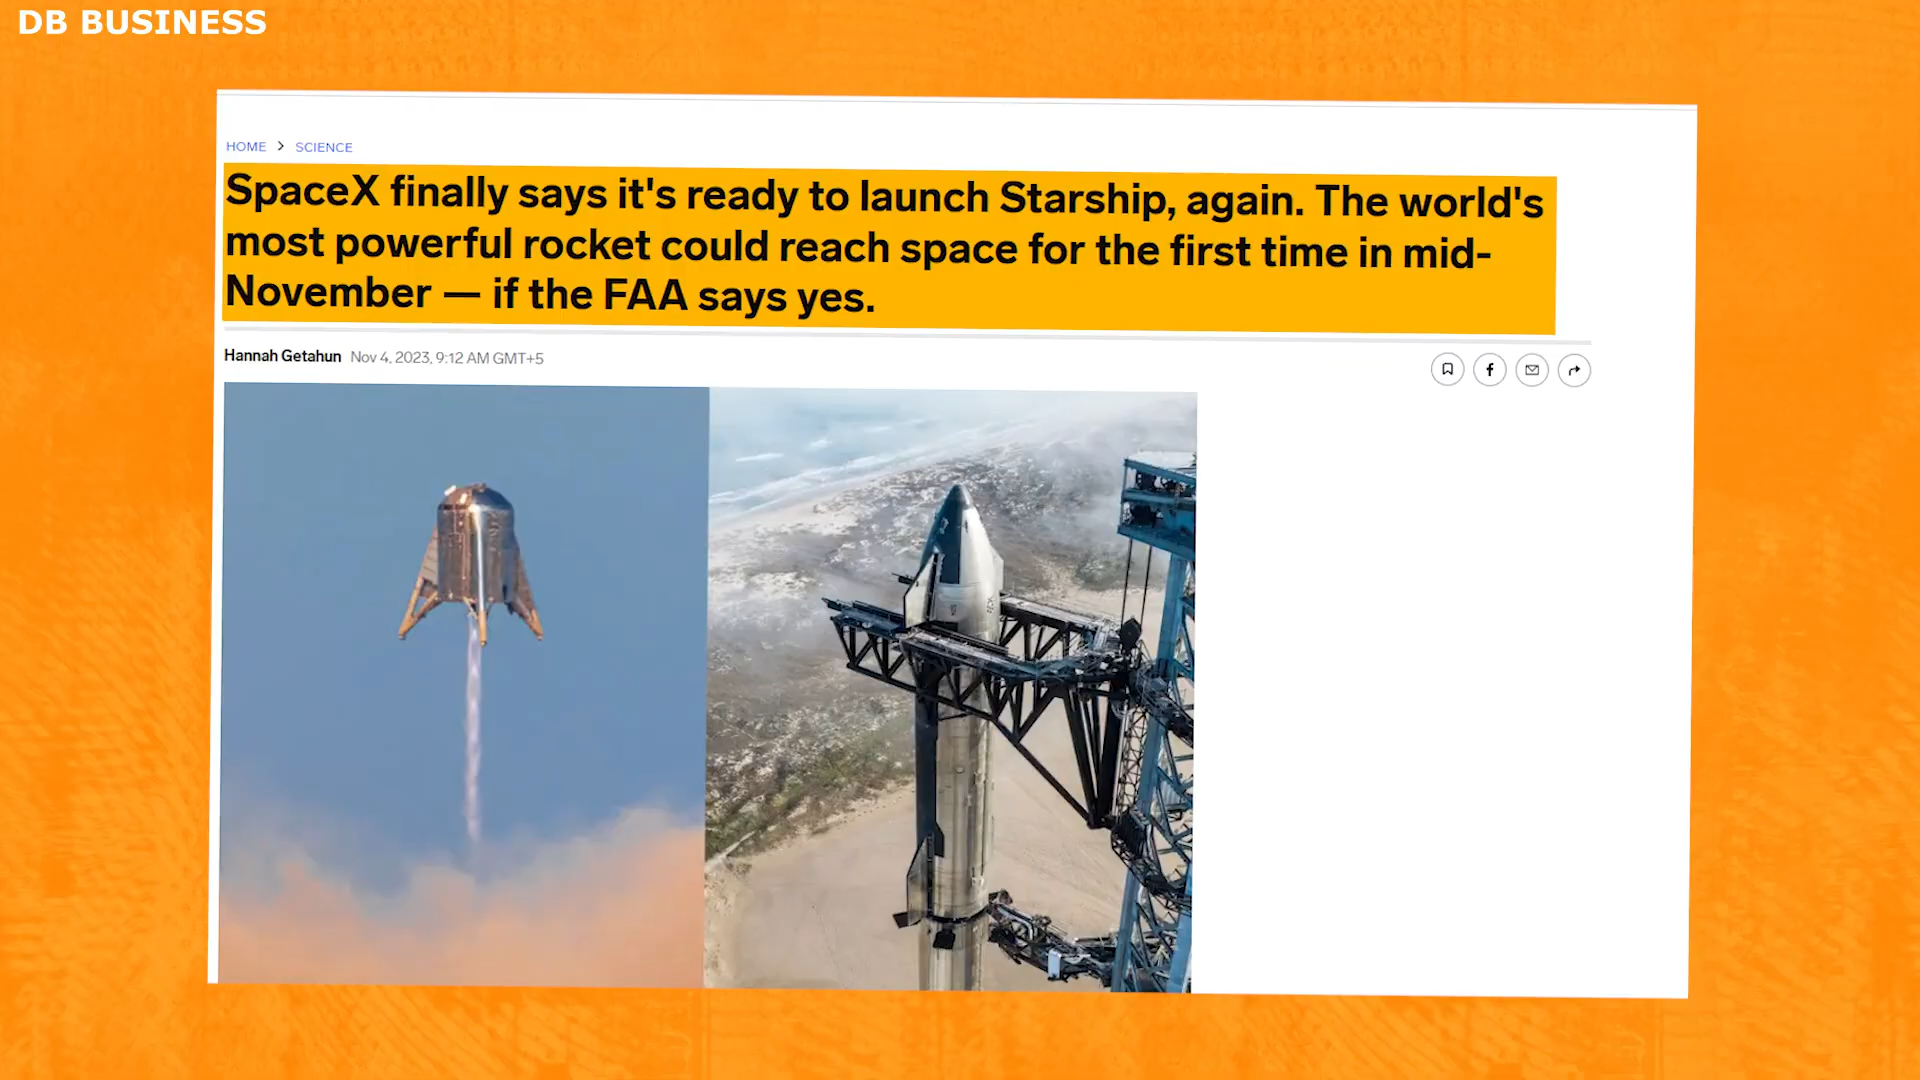 DB BUSINESS
HOME > SCIENCE
SpaceX finally says it's ready to launch Starship, again. The world's
most powerful rocket could reach space for the first time in mid-
November — if the FAA says yes.
Hannah Getahun Nov 4, 2023, 9:12 AM GMT+5